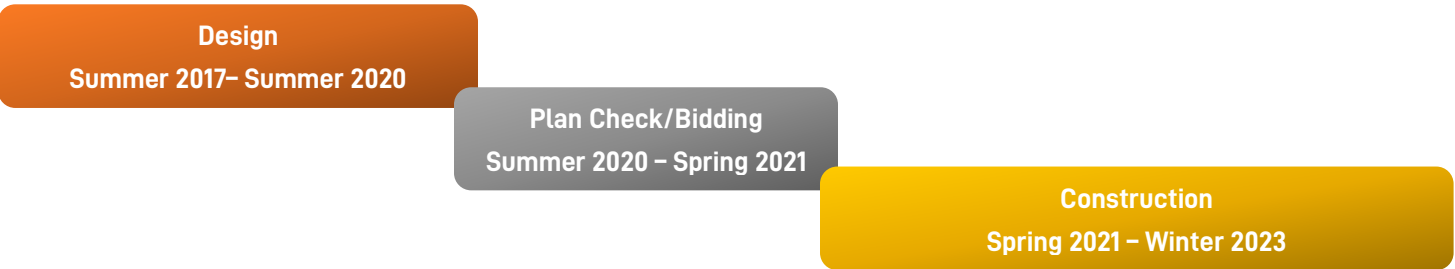 Design
Summer 2017– Summer 2020
Plan Check/Bidding
Summer 2020 – Spring 2021
Construction
Spring 2021 – Winter 2023